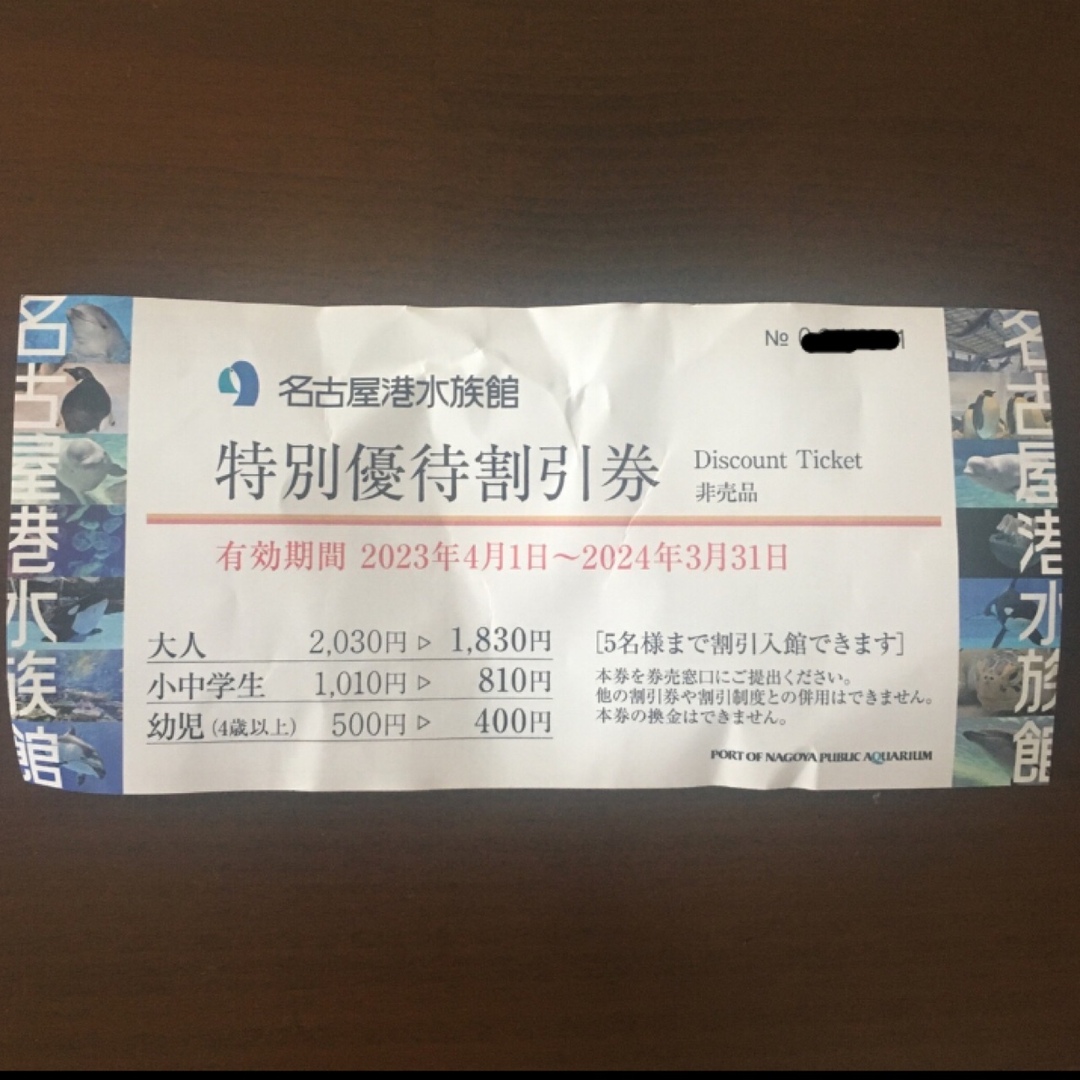 №
名古屋港水族館
特別優待割引券 Discount Ticket
非売品
有効期間 2023年4月1日～2024年3月31日
大人 2,030円 ▷ 1,830円
小中学生 1,010円 ▷ 810円
幼児(4歳以上) 500円 ▷ 400円
[5名様まで割引入館できます]
本券を券売窓口にご提出ください。
他の割引券や割引制度との併用はできません。
本券の換金はできません。
PORT OF NAGOYA PUBLIC AQUARIUM
名古屋港水族館
名古屋港水族館